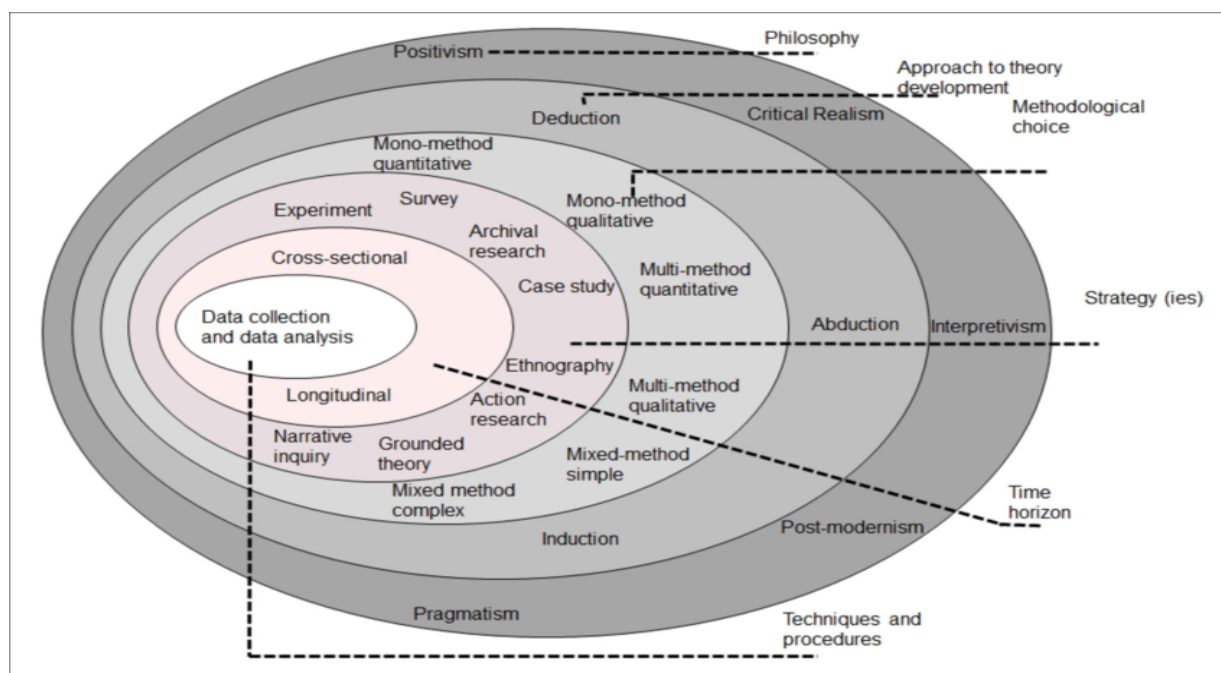 Philosophy
Positivism
Approach to theory
development
Critical Realism
Methodological
choice
Deduction
Mono-method
quantitative
Mono-method
qualitative
Survey
Experiment
Archival
research
Cross-sectional
Case study
Multi-method
quantitative
Strategy (ies)
Data collection
and data analysis
Abduction
Interpretivism
Ethnography
Multi-method
qualitative
Longitudinal
Action
research
Narrative
inquiry
Grounded
theory
Mixed-method
simple
Mixed method
complex
Time
horizon
Post-modernism
Induction
Pragmatism
Techniques and
procedures